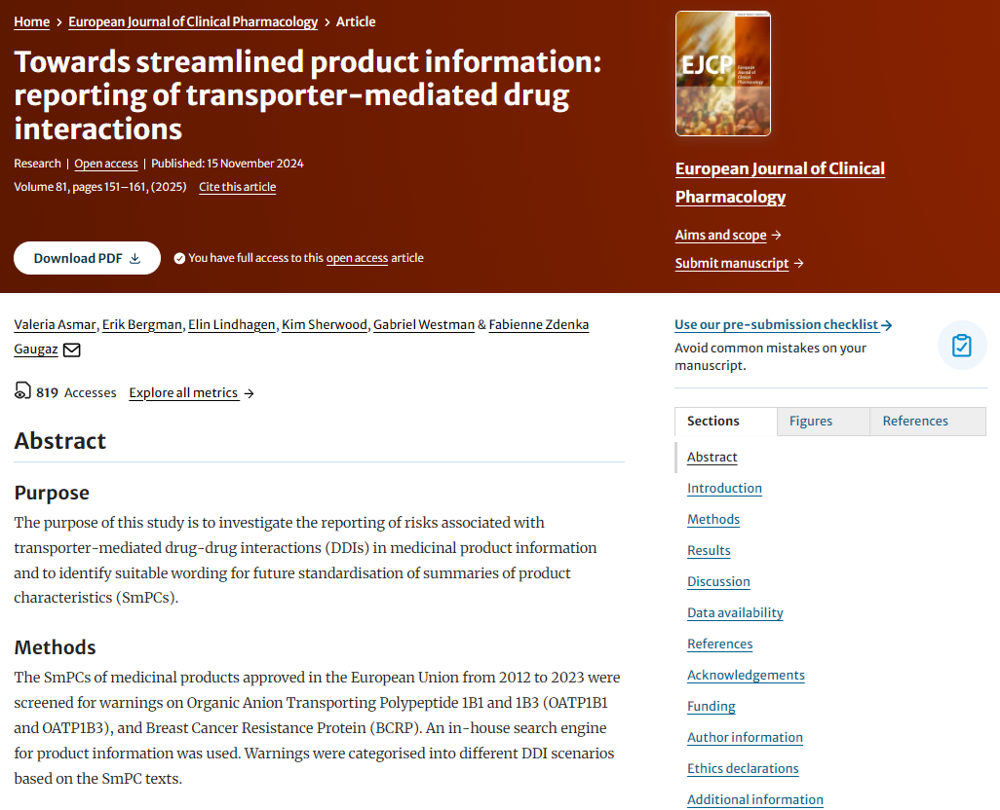 Home > European Journal of Clinical Pharmacology > Article
Towards streamlined product information:
reporting of transporter-mediated drug
interactions
Research | Open access | Published: 15 November 2024
Volume 81, pages 151–161, (2025) Cite this article
Download PDF
You have full access to this open access article
EJCP
European Journal of Clinical
Pharmacology
Aims and scope →
Submit manuscript →
Valeria Asmar, Erik Bergman, Elin Lindhagen, Kim Sherwood, Gabriel Westman & Fabienne Zdenka
Gaugaz
819 Accesses Explore all metrics →
Abstract
Purpose
The purpose of this study is to investigate the reporting of risks associated with
transporter-mediated drug-drug interactions (DDIs) in medicinal product information
and to identify suitable wording for future standardisation of summaries of product
characteristics (SmPCs).
Methods
The SmPCs of medicinal products approved in the European Union from 2012 to 2023 were
screened for warnings on Organic Anion Transporting Polypeptide 1B1 and 1B3 (OATP1B1
and OATP1B3), and Breast Cancer Resistance Protein (BCRP). An in-house search engine
for product information was used. Warnings were categorised into different DDI scenarios
based on the SmPC texts.
Use our pre-submission checklist →
Avoid common mistakes on your
manuscript.
Sections Figures References
Abstract
Introduction
Methods
Results
Discussion
Data availability
References
Acknowledgements
Funding
Author information
Ethics declarations
Additional information